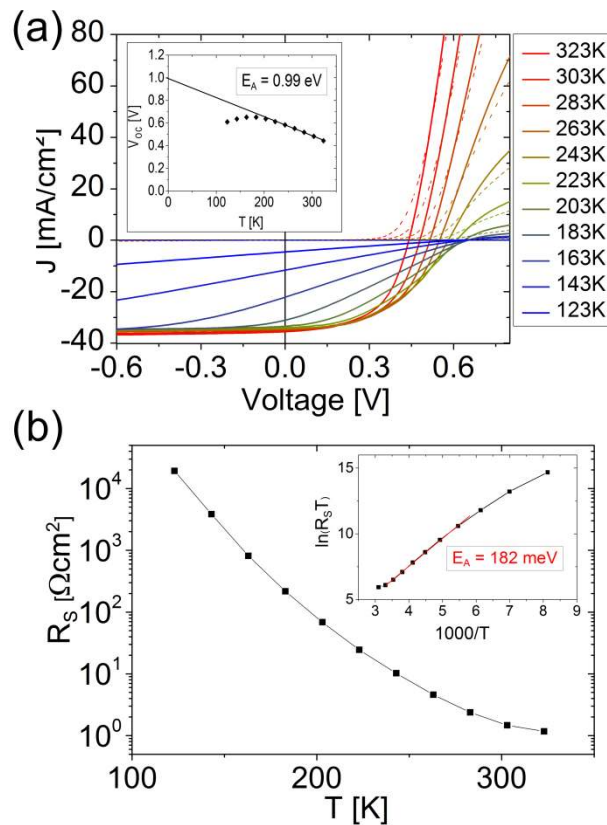 (a)
80
60
40
20
0
-20
-40
J [mA/cm²]
-0.6
-0.3
0.0
0.3
0.6
Voltage [V]
1.2
1.0
0.8
0.6
0.4
0.2
0.0
V_OC [V]
E_A = 0.99 eV
0
100
200
300
T [K]
323K
303K
283K
263K
243K
223K
203K
183K
163K
143K
123K
(b)
10⁴
10³
10²
10¹
10⁰
R_S [Ωcm²]
100
200
300
T [K]
15
10
5
ln(R_ST)
E_A = 182 meV
3
4
5
6
7
8
9
1000/T